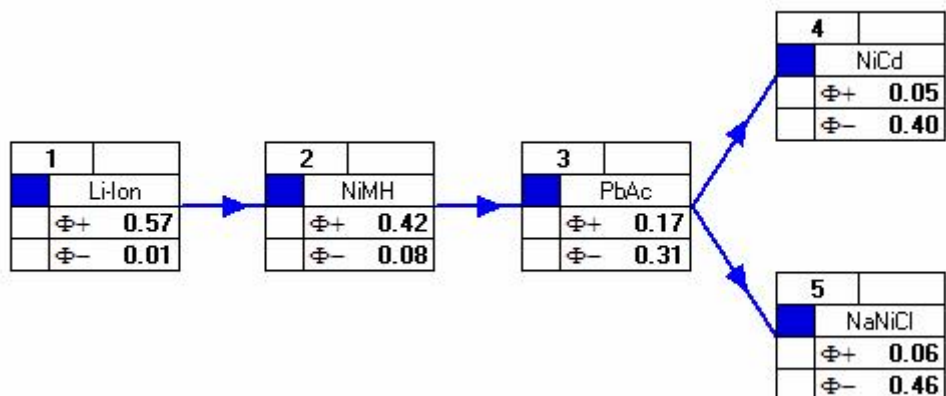 1
Li-Ion
Φ+ 0.57
Φ− 0.01
2
NiMH
Φ+ 0.42
Φ− 0.08
3
PbAc
Φ+ 0.17
Φ− 0.31
4
NiCd
Φ+ 0.05
Φ− 0.40
5
NaNiCl
Φ+ 0.06
Φ− 0.46